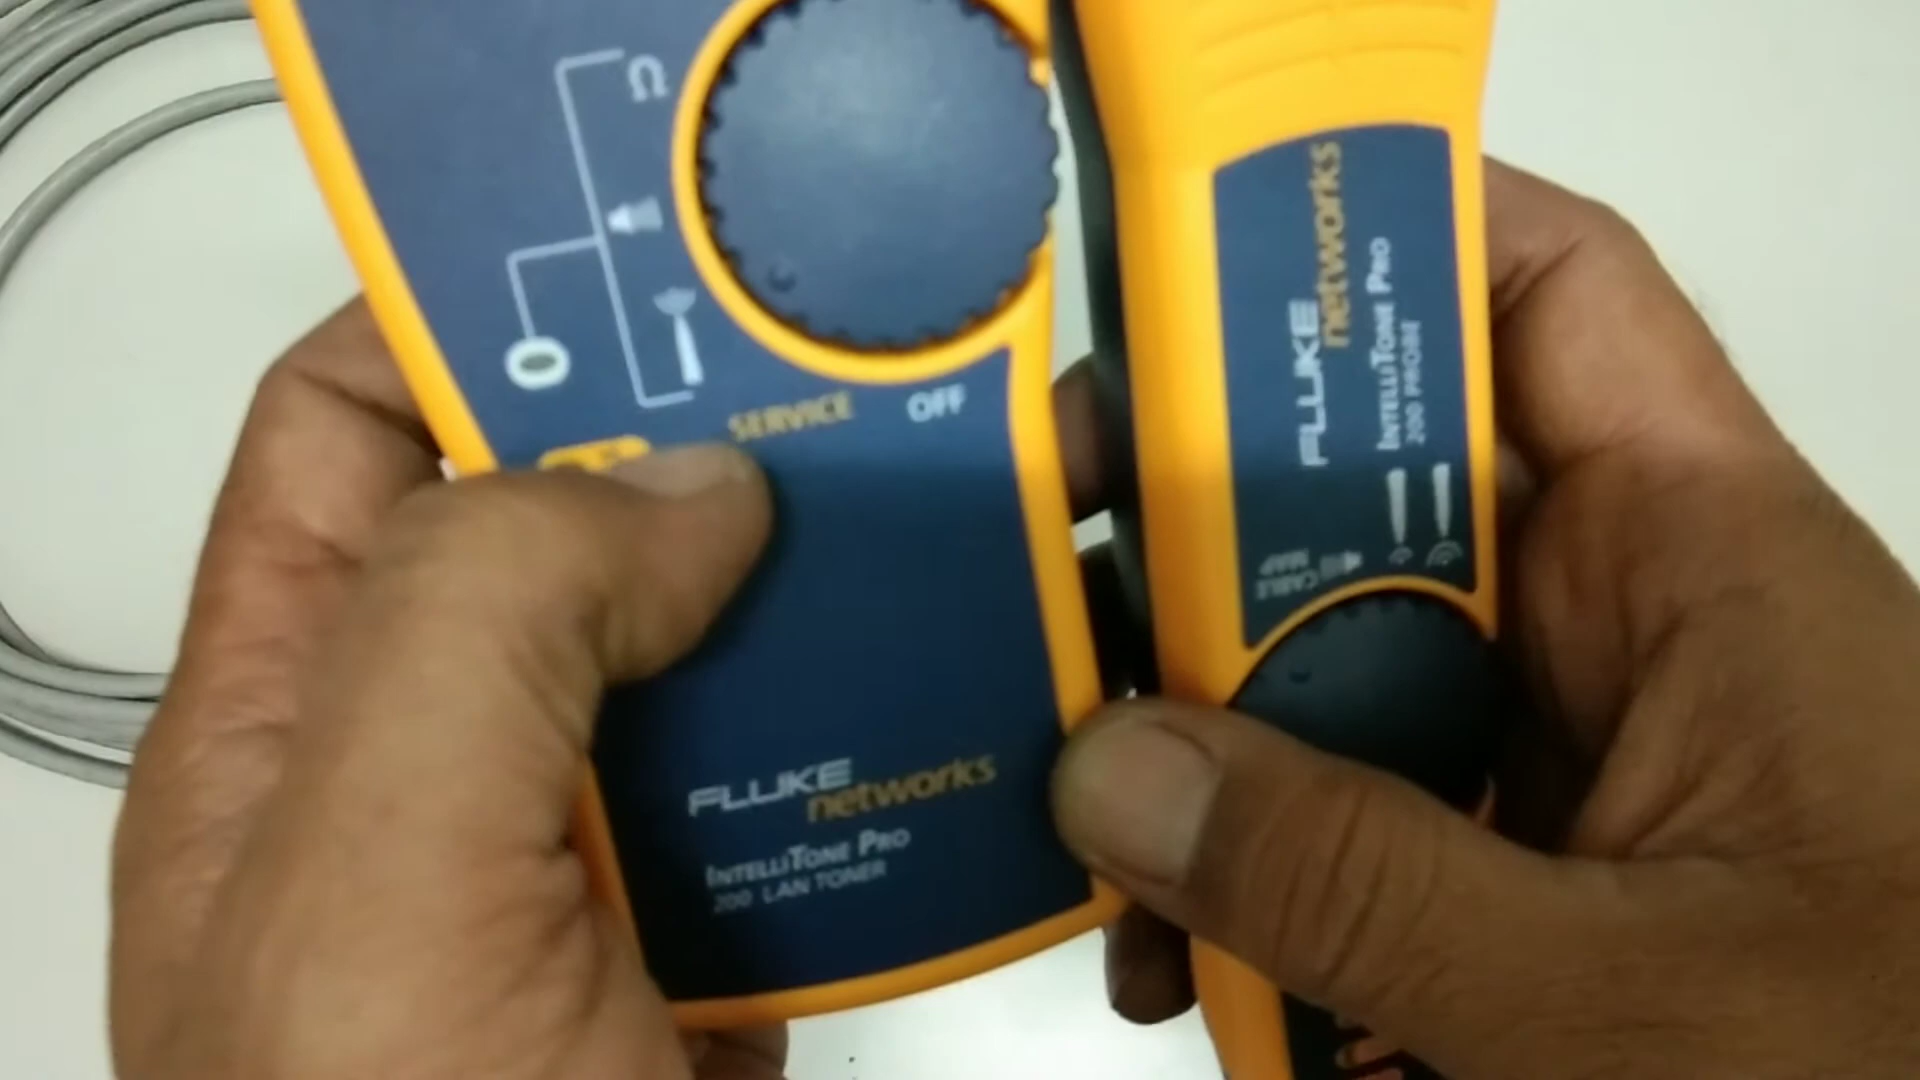 Ω
SERVICE
OFF
FLUKE
networks
INTELLITONE PRO
200 LAN TONER
FLUKE
networks
INTELLITONE PRO
200 PROBE
CABLE
MAP